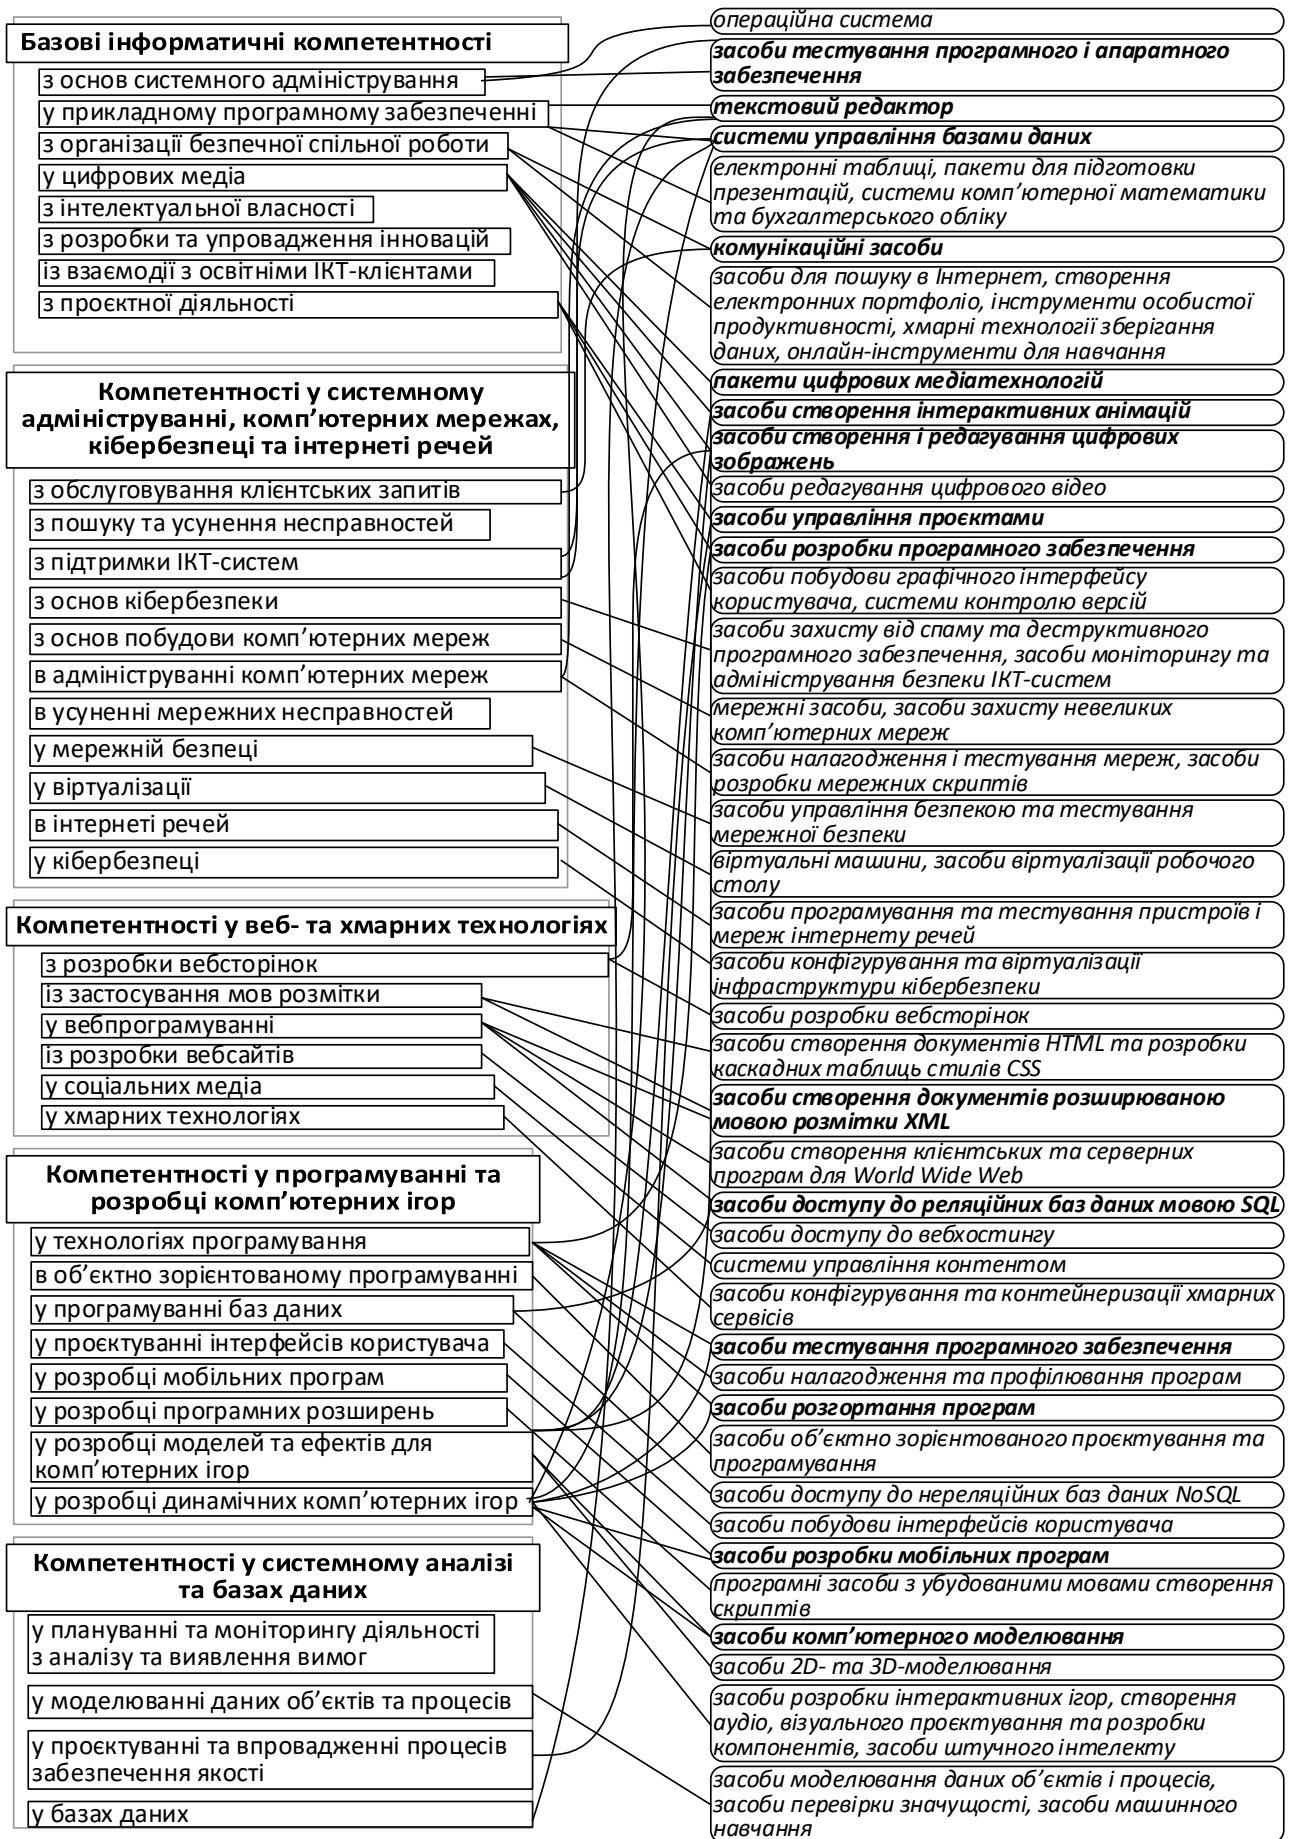 Базові інформатичні компетентності
з основ системного адміністрування
у прикладному програмному забезпеченні
з організації безпечної спільної роботи
у цифрових медіа
з інтелектуальної власності
з розробки та упровадження інновацій
із взаємодії з освітніми ІКТ-клієнтами
з проєктної діяльності
Компетентності у системному
адмініструванні, комп’ютерних мережах,
кібербезпеці та інтернеті речей
з обслуговування клієнтських запитів
з пошуку та усунення несправностей
з підтримки ІКТ-систем
з основ кібербезпеки
з основ побудови комп’ютерних мереж
в адмініструванні комп’ютерних мереж
в усуненні мережних несправностей
у мережній безпеці
у віртуалізації
в інтернеті речей
у кібербезпеці
Компетентності у веб- та хмарних технологіях
з розробки вебсторінок
із застосування мов розмітки
у вебпрограмуванні
із розробки вебсайтів
у соціальних медіа
у хмарних технологіях
Компетентності у програмуванні та
розробці комп’ютерних ігор
у технологіях програмування
в об’єктно зорієнтованому програмуванні
у програмуванні баз даних
у проєктуванні інтерфейсів користувача
у розробці мобільних програм
у розробці програмних розширень
у розробці моделей та ефектів для
комп’ютерних ігор
у розробці динамічних комп’ютерних ігор
Компетентності у системному аналізі
та базах даних
у плануванні та моніторингу діяльності
з аналізу та виявлення вимог
у моделюванні даних об’єктів та процесів
у проєктуванні та впровадженні процесів
забезпечення якості
у базах даних
операційна система
засоби тестування програмного і апаратного
забезпечення
текстовий редактор
системи управління базами даних
електронні таблиці, пакети для підготовки
презентацій, системи комп’ютерної математики
та бухгалтерського обліку
комунікаційні засоби
засоби для пошуку в Інтернет, створення
електронних портфоліо, інструменти особистої
продуктивності, хмарні технології зберігання
даних, онлайн-інструменти для навчання
пакети цифрових медіатехнологій
засоби створення інтерактивних анімацій
засоби створення і редагування цифрових
зображень
засоби редагування цифрового відео
засоби управління проєктами
засоби розробки програмного забезпечення
засоби побудови графічного інтерфейсу
користувача, системи контролю версій
засоби захисту від спаму та деструктивного
програмного забезпечення, засоби моніторингу та
адміністрування безпеки ІКТ-систем
мережні засоби, засоби захисту невеликих
комп’ютерних мереж
засоби налагодження і тестування мереж, засоби
розробки мережних скриптів
засоби управління безпекою та тестування
мережної безпеки
віртуальні машини, засоби віртуалізації робочого
столу
засоби програмування та тестування пристроїв і
мереж інтернету речей
засоби конфігурування та віртуалізації
інфраструктури кібербезпеки
засоби розробки вебсторінок
засоби створення документів HTML та розробки
каскадних таблиць стилів CSS
засоби створення документів розширюваною
мовою розмітки XML
засоби створення клієнтських та серверних
програм для World Wide Web
засоби доступу до реляційних баз даних мовою SQL
засоби доступу до вебхостингу
системи управління контентом
засоби конфігурування та контейнеризації хмарних
сервісів
засоби тестування програмного забезпечення
засоби налагодження та профілювання програм
засоби розгортання програм
засоби об’єктно зорієнтованого проєктування та
програмування
засоби доступу до нереляційних баз даних NoSQL
засоби побудови інтерфейсів користувача
засоби розробки мобільних програм
програмні засоби з убудованими мовами створення
скриптів
засоби комп’ютерного моделювання
засоби 2D- та 3D-моделювання
засоби розробки інтерактивних ігор, створення
аудіо, візуального проєктування та розробки
компонентів, засоби штучного інтелекту
засоби моделювання даних об’єктів і процесів,
засоби перевірки значущості, засоби машинного
навчання